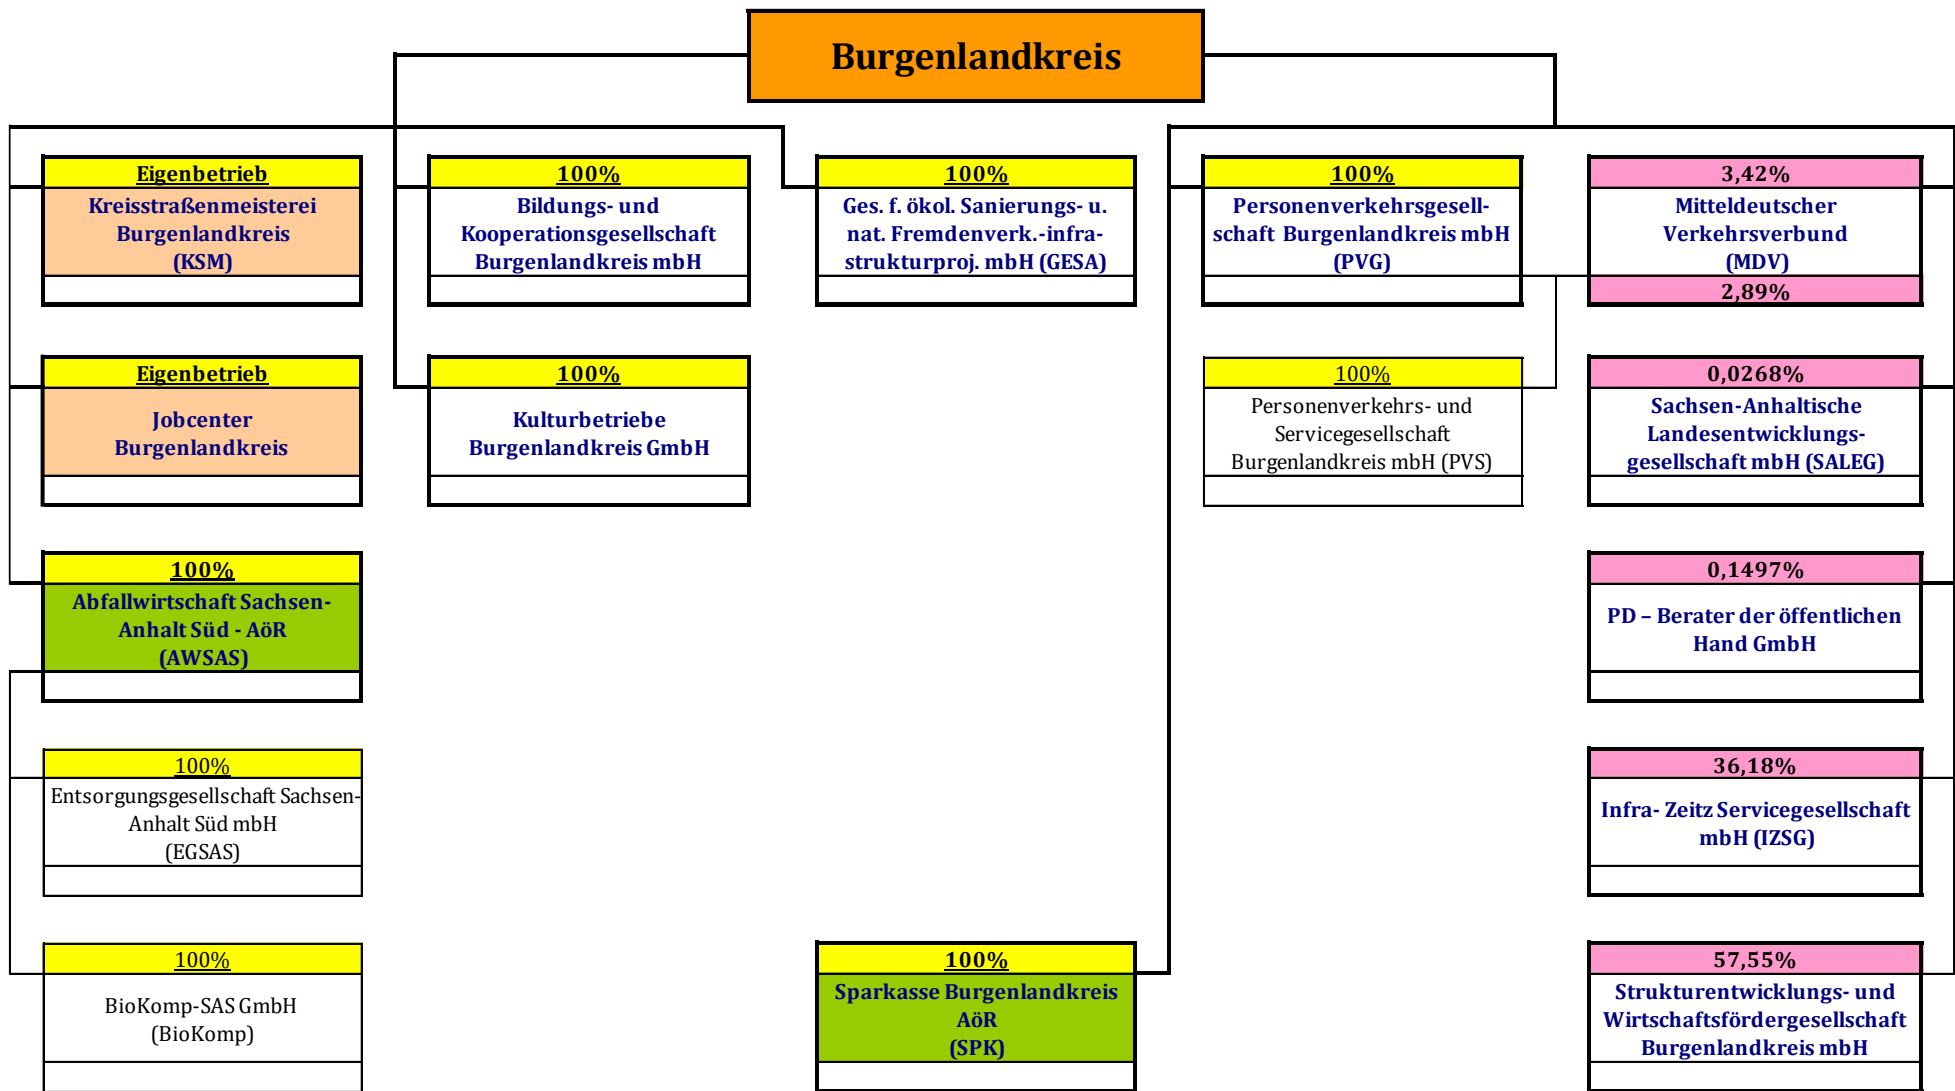 Burgenlandkreis
Eigenbetrieb
Kreisstraßenmeisterei
Burgenlandkreis
(KSM)
100%
Bildungs- und
Kooperationsgesellschaft
Burgenlandkreis mbH
100%
Ges. f. ökol. Sanierungs- u.
nat. Fremdenverk.-infra-
strukturproj. mbH (GESA)
100%
Personenverkehrsgesell-
schaft Burgenlandkreis mbH
(PVG)
3,42%
Mitteldeutscher
Verkehrsverbund
(MDV)
2,89%
Eigenbetrieb
Jobcenter
Burgenlandkreis
100%
Kulturbetriebe
Burgenlandkreis GmbH
100%
Personenverkehrs- und
Servicegesellschaft
Burgenlandkreis mbH (PVS)
0,0268%
Sachsen-Anhaltische
Landesentwicklungs-
gesellschaft mbH (SALEG)
100%
Abfallwirtschaft Sachsen-
Anhalt Süd - AöR
(AWSAS)
0,1497%
PD – Berater der öffentlichen
Hand GmbH
100%
Entsorgungsgesellschaft Sachsen-
Anhalt Süd mbH
(EGSAS)
36,18%
Infra- Zeitz Servicegesellschaft
mbH (IZSG)
100%
BioKomp-SAS GmbH
(BioKomp)
100%
Sparkasse Burgenlandkreis
AöR
(SPK)
57,55%
Strukturentwicklungs- und
Wirtschaftsfördergesellschaft
Burgenlandkreis mbH